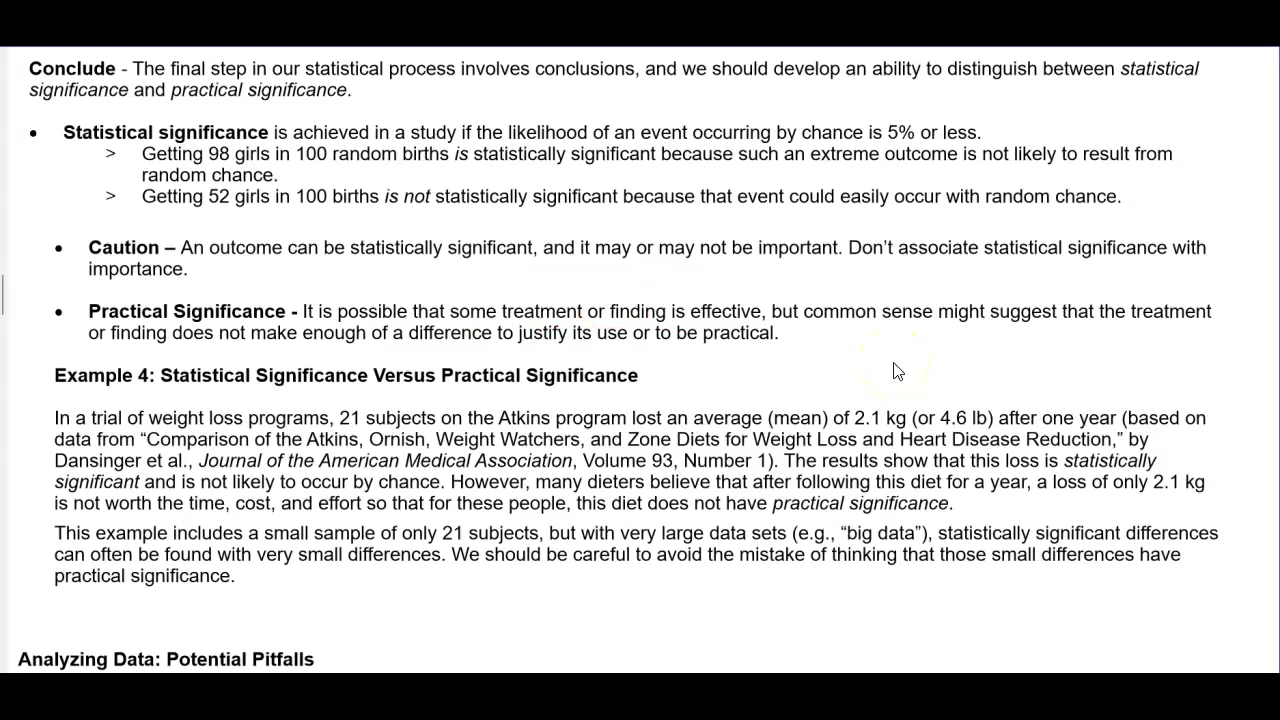 Conclude - The final step in our statistical process involves conclusions, and we should develop an ability to distinguish between statistical
significance and practical significance.
• Statistical significance is achieved in a study if the likelihood of an event occurring by chance is 5% or less.
> Getting 98 girls in 100 random births is statistically significant because such an extreme outcome is not likely to result from
random chance.
> Getting 52 girls in 100 births is not statistically significant because that event could easily occur with random chance.
• Caution – An outcome can be statistically significant, and it may or may not be important. Don’t associate statistical significance with
importance.
• Practical Significance - It is possible that some treatment or finding is effective, but common sense might suggest that the treatment
or finding does not make enough of a difference to justify its use or to be practical.
Example 4: Statistical Significance Versus Practical Significance
In a trial of weight loss programs, 21 subjects on the Atkins program lost an average (mean) of 2.1 kg (or 4.6 lb) after one year (based on
data from “Comparison of the Atkins, Ornish, Weight Watchers, and Zone Diets for Weight Loss and Heart Disease Reduction,” by
Dansinger et al., Journal of the American Medical Association, Volume 93, Number 1). The results show that this loss is statistically
significant and is not likely to occur by chance. However, many dieters believe that after following this diet for a year, a loss of only 2.1 kg
is not worth the time, cost, and effort so that for these people, this diet does not have practical significance.
This example includes a small sample of only 21 subjects, but with very large data sets (e.g., “big data”), statistically significant differences
can often be found with very small differences. We should be careful to avoid the mistake of thinking that those small differences have
practical significance.
Analyzing Data: Potential Pitfalls